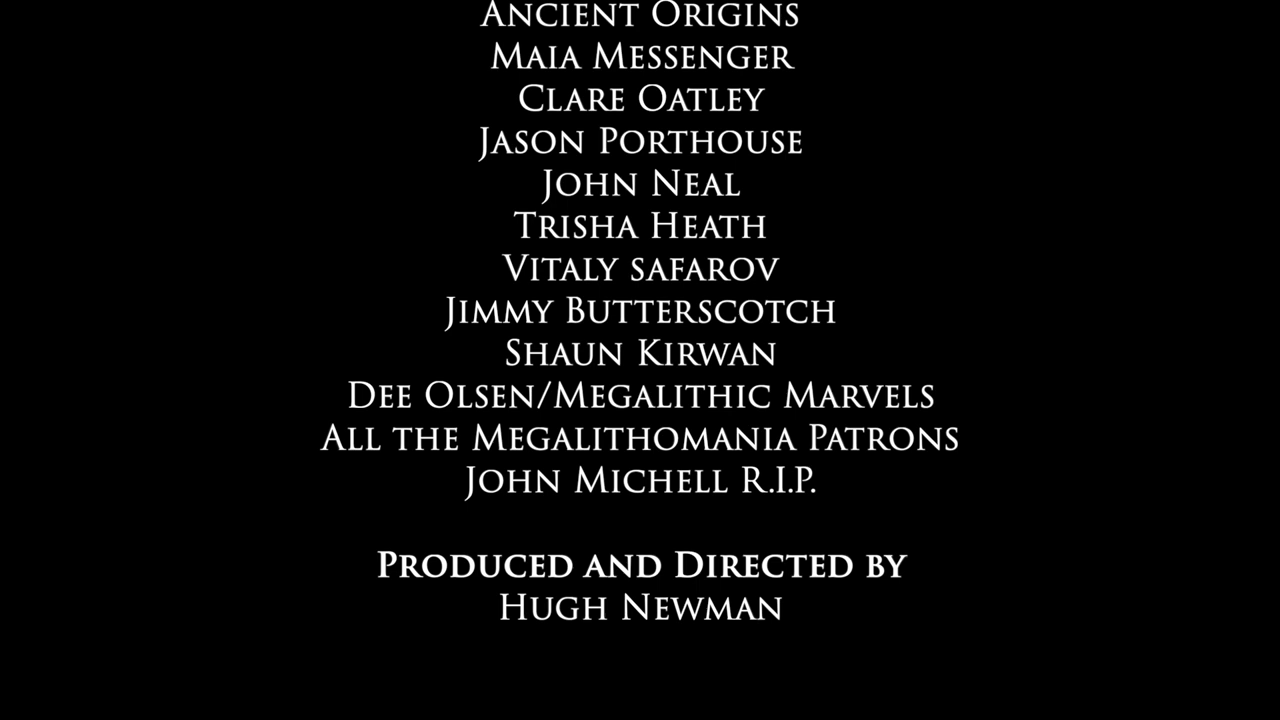 Ancient Origins
Maia Messenger
Clare Oatley
Jason Porthouse
John Neal
Trisha Heath
Vitaly safarov
Jimmy Butterscotch
Shaun Kirwan
Dee Olsen/Megalithic Marvels
All the Megalithomania Patrons
John Michell R.I.P.
Produced and Directed by
Hugh Newman